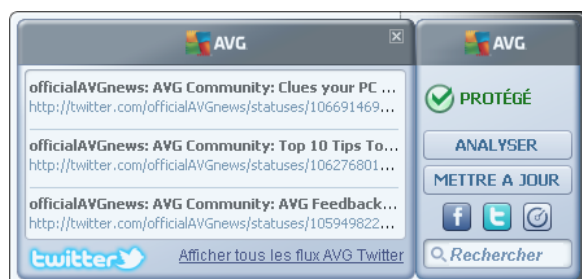 AVG
officialAVGnews: AVG Community: Clues your PC ...
http://twitter.com/officialAVGnews/statuses/106691469...
officialAVGnews: AVG Community: Top 10 Tips To...
http://twitter.com/officialAVGnews/statuses/106276801...
officialAVGnews: AVG Community: AVG Feedback...
http://twitter.com/officialAVGnews/statuses/105949822...
twitter
Afficher tous les flux AVG Twitter
AVG
PROTÉGÉ
ANALYSER
METTRE A JOUR
f t
Rechercher